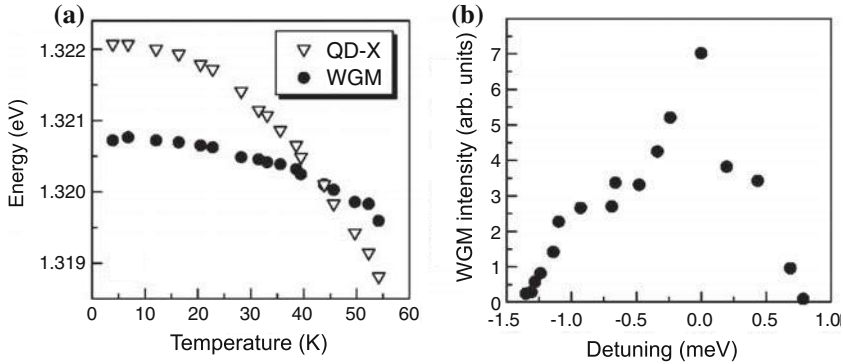 (a)
QD-X
WGM
1.322
1.321
1.320
1.319
Energy (eV)
0 10 20 30 40 50 60
Temperature (K)
(b)
8
7
6
5
4
3
2
1
0
WGM intensity (arb. units)
-1.5 -1.0 -0.5 0.0 0.5 1.0
Detuning (meV)